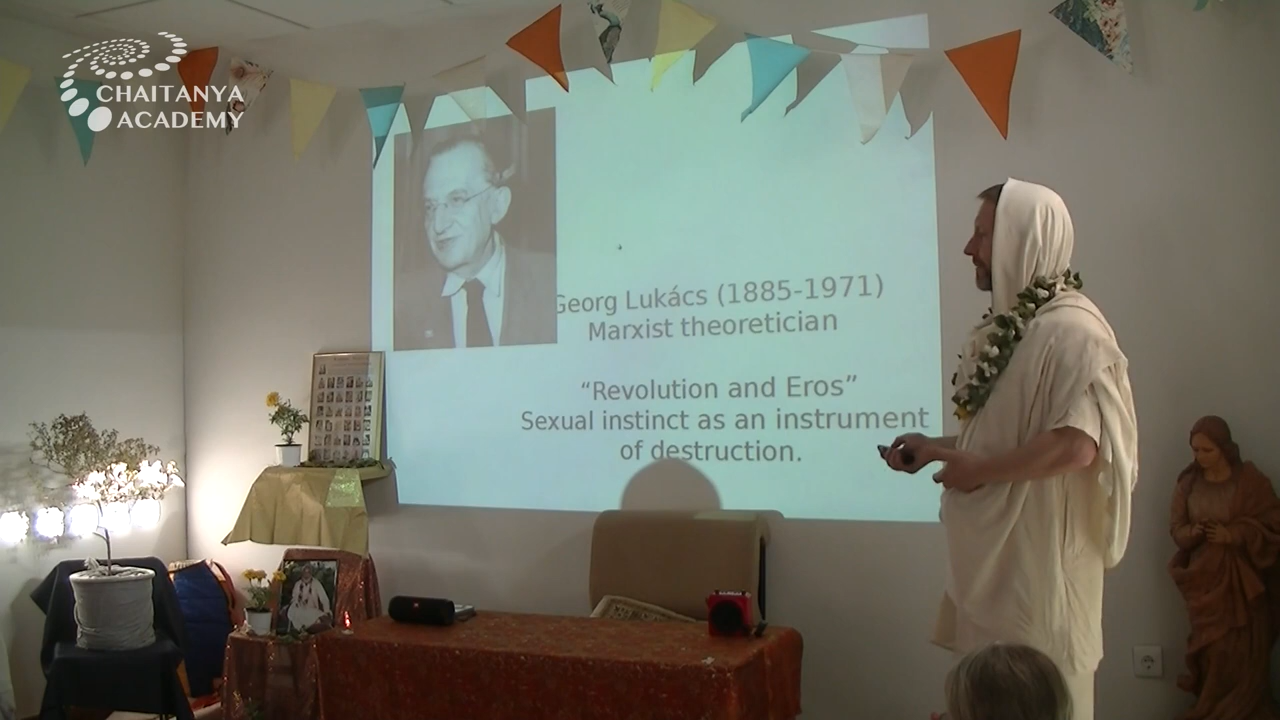 CHAITANYA
ACADEMY
Georg Lukács (1885-1971)
Marxist theoretician
“Revolution and Eros”
Sexual instinct as an instrument
of destruction.